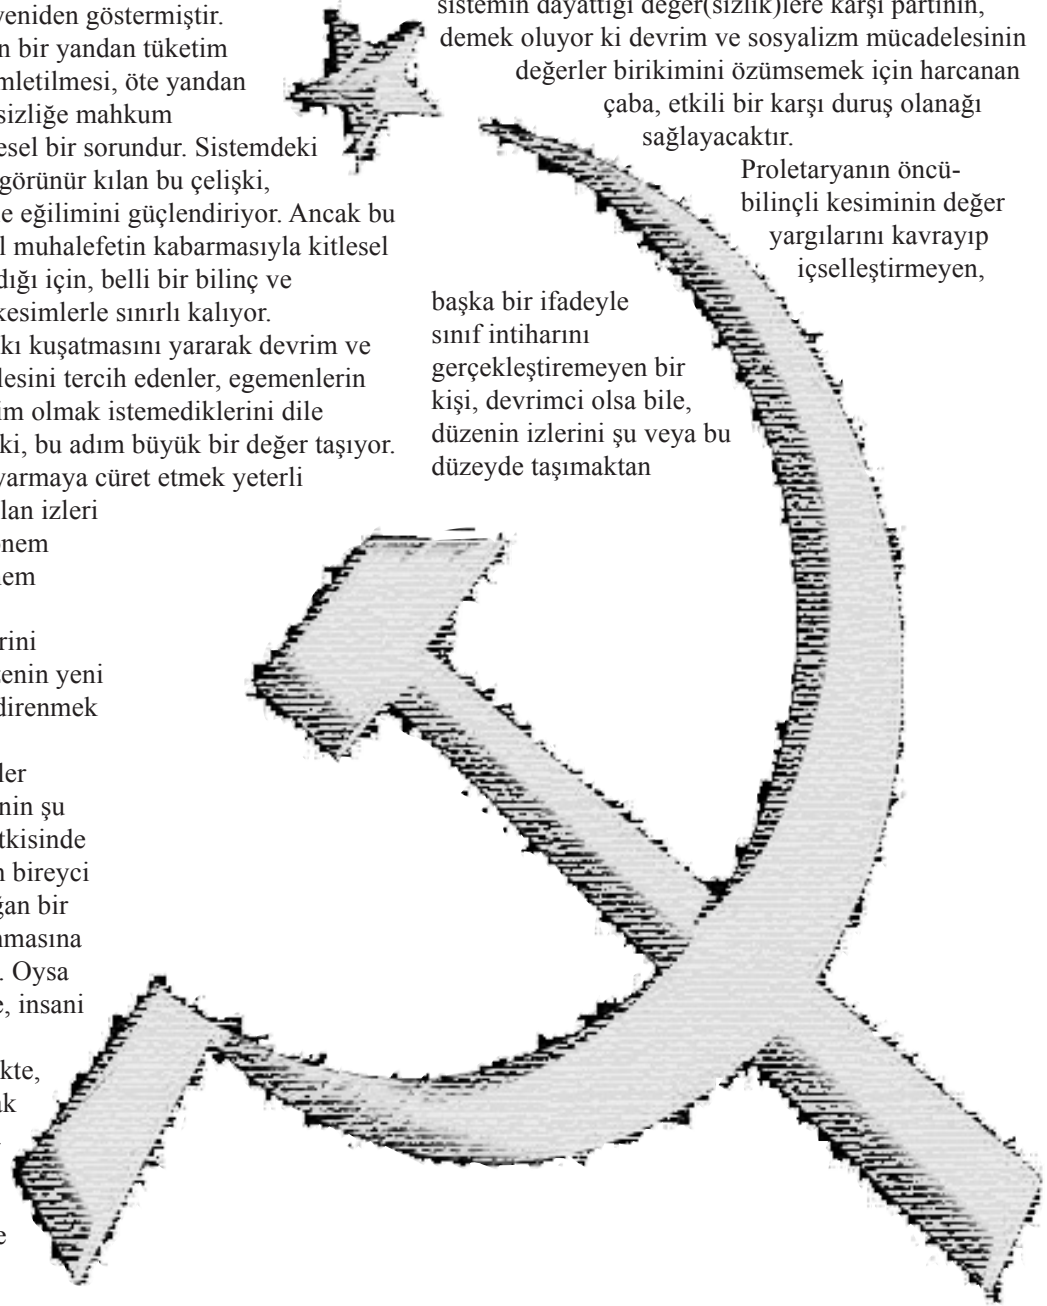 yeniden göstermiştir.
n bir yandan tüketim
mletilmesi, öte yandan
sizliğe mahkum
esel bir sorundur. Sistemdeki
görünür kılan bu çelişki,
e eğilimini güçlendiriyor. Ancak bu
l muhalefetin kabarmasıyla kitlesel
dığı için, belli bir bilinç ve
kesimlerle sınırlı kalıyor.
kı kuşatmasını yararak devrim ve
lesini tercih edenler, egemenlerin
im olmak istemediklerini dile
ki, bu adım büyük bir değer taşıyor.
yarmaya cüret etmek yeterli
lan izleri
nem
em
rini
enin yeni
direnmek
ler
nin şu
tkisinde
n bireyci
ğan bir
nmasına
. Oysa
e, insani
kte,
ak
e
sistemin dayattığı değer(sizlik)lere karşı partinin,
demek oluyor ki devrim ve sosyalizm mücadelesinin
değerler birikimini özümsemek için harcanan
çaba, etkili bir karşı duruş olanağı
sağlayacaktır.
Proletaryanın öncü-
bilinçli kesiminin değer
yargılarını kavrayıp
içselleştirmeyen,
başka bir ifadeyle
sınıf intiharını
gerçekleştiremeyen bir
kişi, devrimci olsa bile,
düzenin izlerini şu veya bu
düzeyde taşımaktan